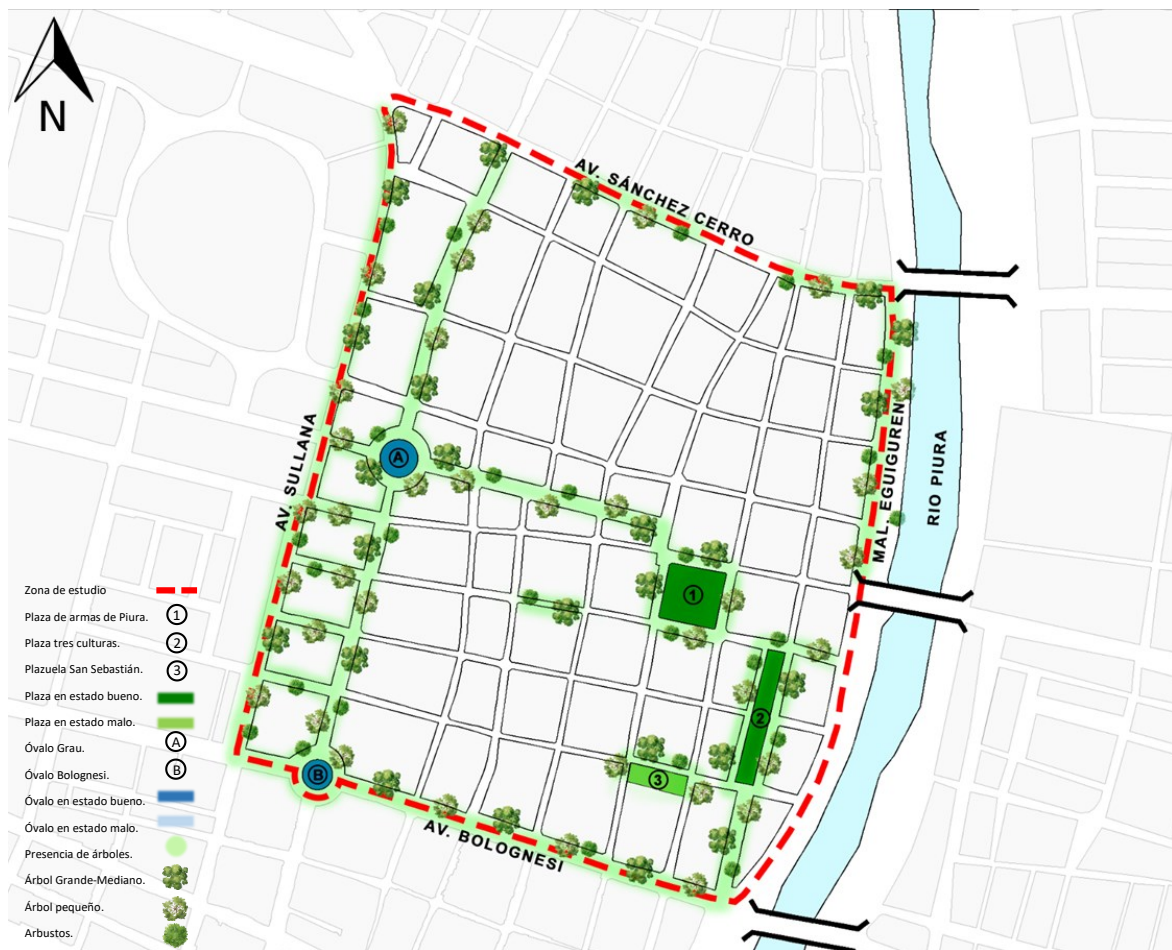 N
AV. SÁNCHEZ CERRO
AV. SULLANA
MAL. EGUIGUREN
RIO PIURA
AV. BOLOGNESI
A
B
1
2
3
Zona de estudio
Plaza de armas de Piura. 1
Plaza tres culturas. 2
Plazuela San Sebastián. 3
Plaza en estado bueno.
Plaza en estado malo.
Óvalo Grau. A
Óvalo Bolognesi. B
Óvalo en estado bueno.
Óvalo en estado malo.
Presencia de árboles.
Árbol Grande-Mediano.
Árbol pequeño.
Arbustos.